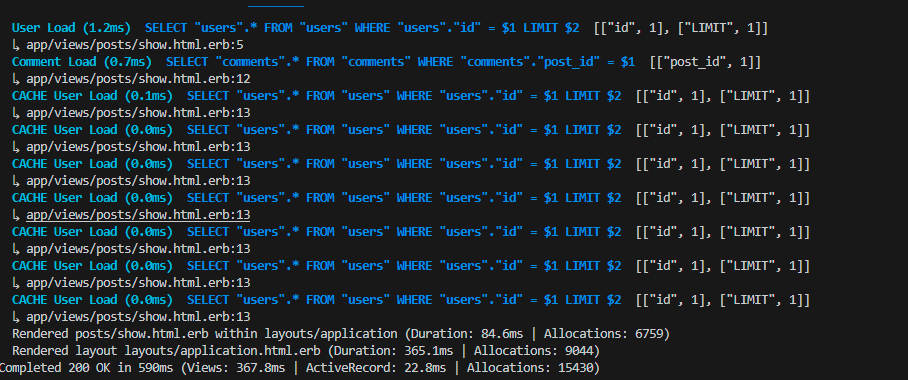 User Load (1.2ms)  SELECT "users".* FROM "users" WHERE "users"."id" = $1 LIMIT $2  [["id", 1], ["LIMIT", 1]]
↳ app/views/posts/show.html.erb:5
Comment Load (0.7ms)  SELECT "comments".* FROM "comments" WHERE "comments"."post_id" = $1  [["post_id", 1]]
↳ app/views/posts/show.html.erb:12
CACHE User Load (0.1ms)  SELECT "users".* FROM "users" WHERE "users"."id" = $1 LIMIT $2  [["id", 1], ["LIMIT", 1]]
↳ app/views/posts/show.html.erb:13
CACHE User Load (0.0ms)  SELECT "users".* FROM "users" WHERE "users"."id" = $1 LIMIT $2  [["id", 1], ["LIMIT", 1]]
↳ app/views/posts/show.html.erb:13
CACHE User Load (0.0ms)  SELECT "users".* FROM "users" WHERE "users"."id" = $1 LIMIT $2  [["id", 1], ["LIMIT", 1]]
↳ app/views/posts/show.html.erb:13
CACHE User Load (0.0ms)  SELECT "users".* FROM "users" WHERE "users"."id" = $1 LIMIT $2  [["id", 1], ["LIMIT", 1]]
↳ app/views/posts/show.html.erb:13
CACHE User Load (0.0ms)  SELECT "users".* FROM "users" WHERE "users"."id" = $1 LIMIT $2  [["id", 1], ["LIMIT", 1]]
↳ app/views/posts/show.html.erb:13
CACHE User Load (0.0ms)  SELECT "users".* FROM "users" WHERE "users"."id" = $1 LIMIT $2  [["id", 1], ["LIMIT", 1]]
↳ app/views/posts/show.html.erb:13
CACHE User Load (0.0ms)  SELECT "users".* FROM "users" WHERE "users"."id" = $1 LIMIT $2  [["id", 1], ["LIMIT", 1]]
↳ app/views/posts/show.html.erb:13
Rendered posts/show.html.erb within layouts/application (Duration: 84.6ms | Allocations: 6759)
Rendered layout layouts/application.html.erb (Duration: 365.1ms | Allocations: 9044)
Completed 200 OK in 590ms (Views: 367.8ms | ActiveRecord: 22.8ms | Allocations: 15430)